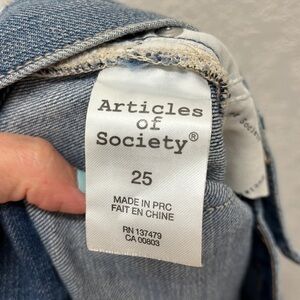 Articles
of
Society®
25
MADE IN PRC
FAIT EN CHINE
RN 137479
CA 00803